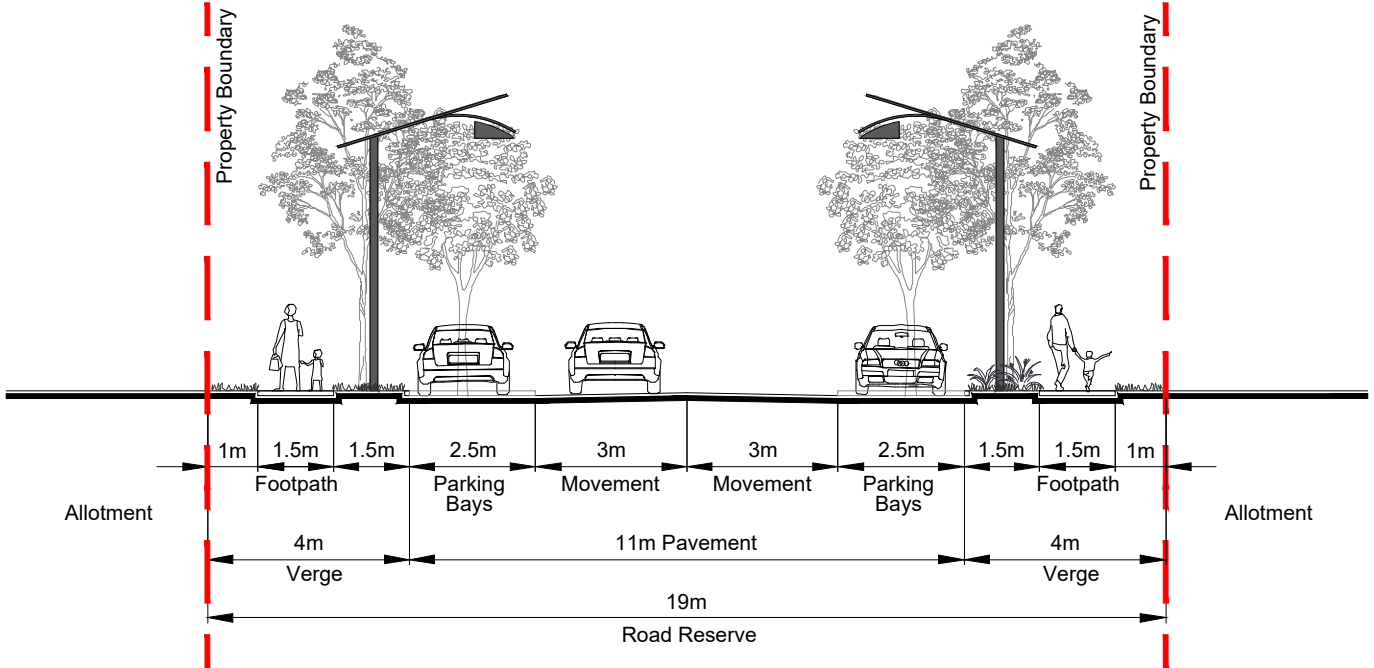 Property Boundary
Property Boundary
1m 1.5m 1.5m 2.5m 3m 3m 2.5m 1.5m 1.5m 1m
Footpath Parking Movement Movement Parking Footpath
Bays Bays
Allotment Allotment
4m 11m Pavement 4m
Verge Verge
19m
Road Reserve